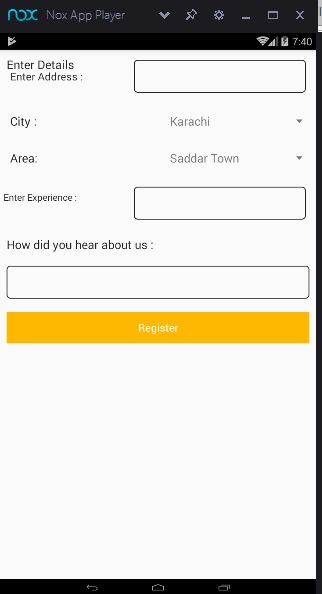 nox Nox App Player
7:40
Enter Details
Enter Address :
City : Karachi
Area: Saddar Town
Enter Experience :
How did you hear about us :
Register